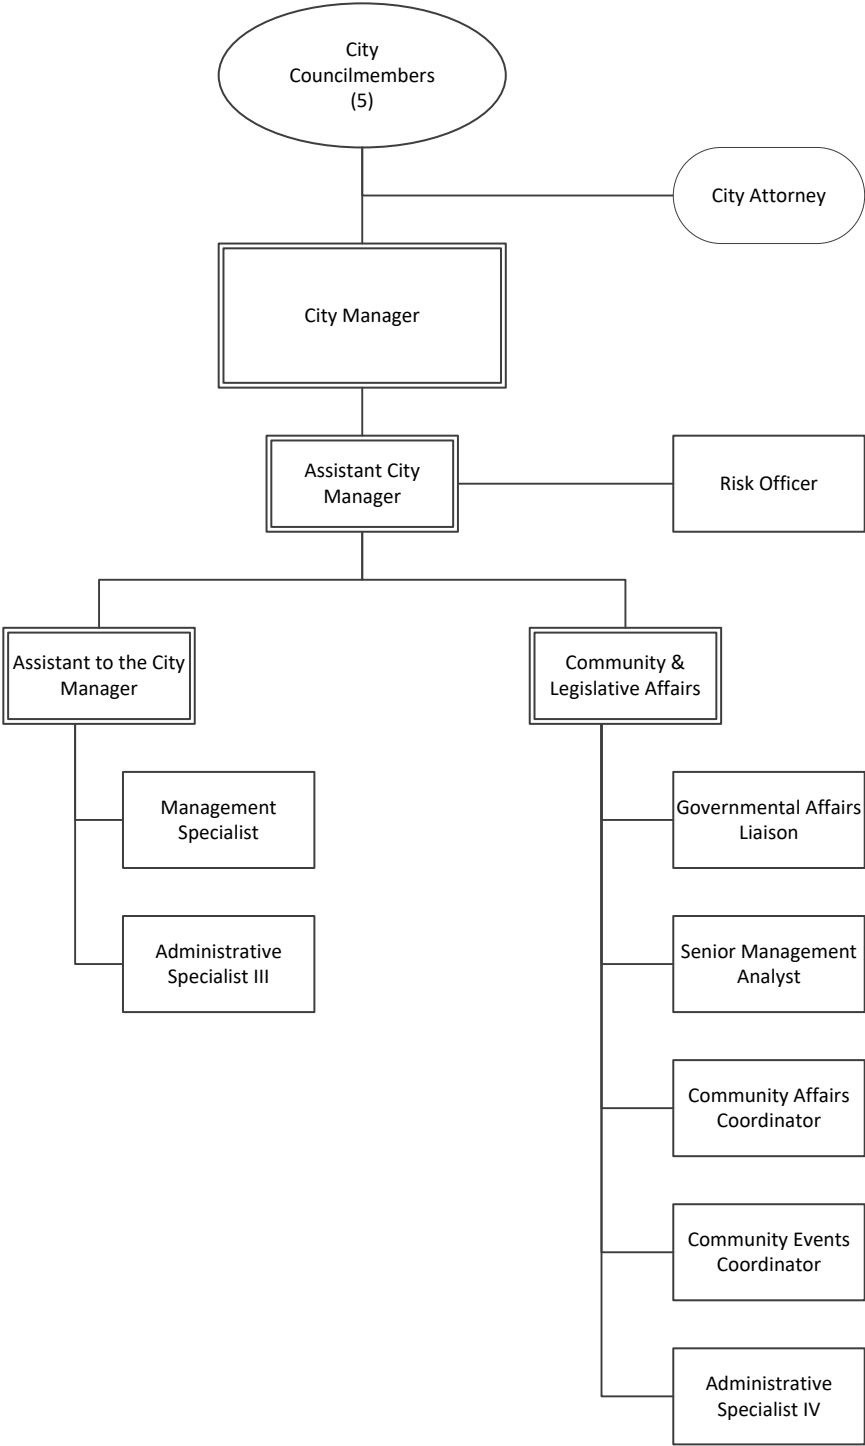 City
Councilmembers
(5)
City Attorney
City Manager
Assistant City
Manager
Risk Officer
Assistant to the City
Manager
Community &
Legislative Affairs
Management
Specialist
Administrative
Specialist III
Governmental Affairs
Liaison
Senior Management
Analyst
Community Affairs
Coordinator
Community Events
Coordinator
Administrative
Specialist IV